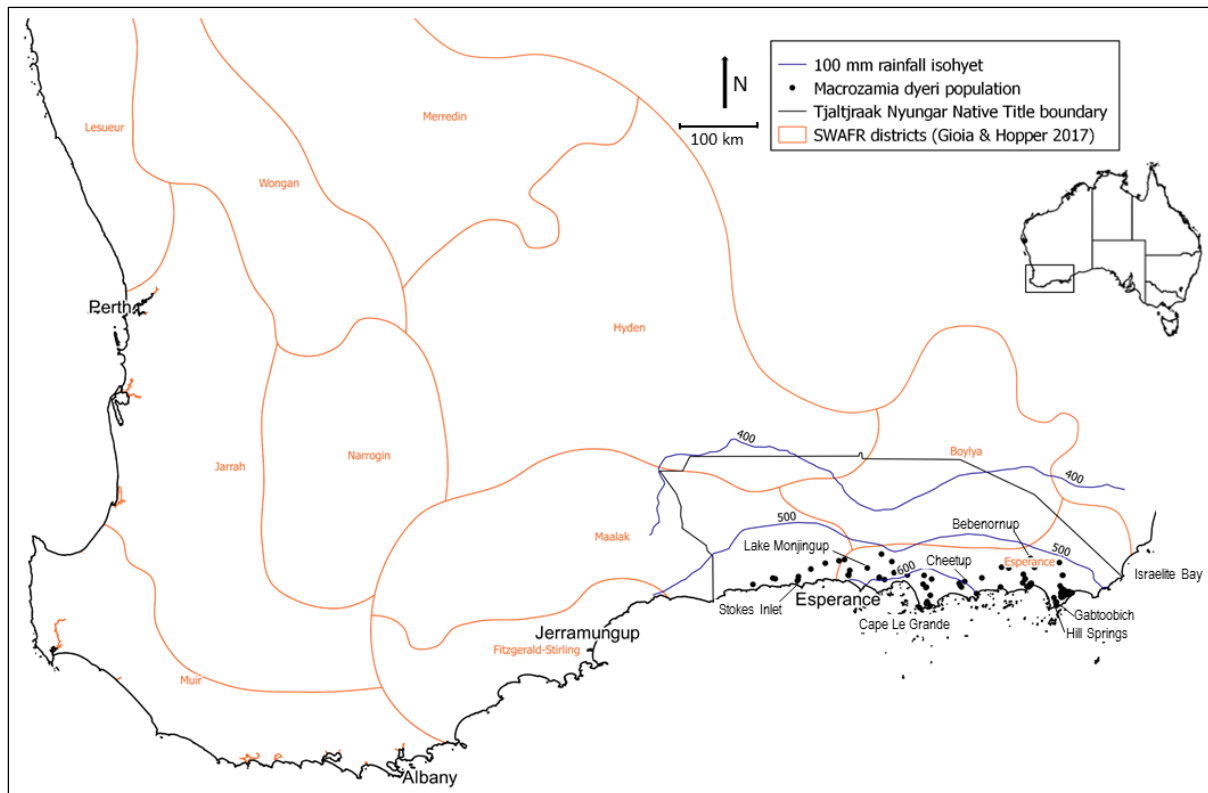 100 mm rainfall isohyet
Macrozamia dyeri population
Tjaltjraak Nyungar Native Title boundary
SWAFR districts (Gioia & Hopper 2017)
N
100 km
Lesueur
Merredin
Wongan
Perth
Hyden
Jarrah
Narrogin
400
Boylya
400
500
Maalak
Bebenornup
Lake Monjingup
Cheetup
500
Esperance
600
Israelite Bay
Stokes Inlet
Esperance
Cape Le Grande
Gabtoobich
Hill Springs
Jerramungup
Fitzgerald-Stirling
Muir
Albany